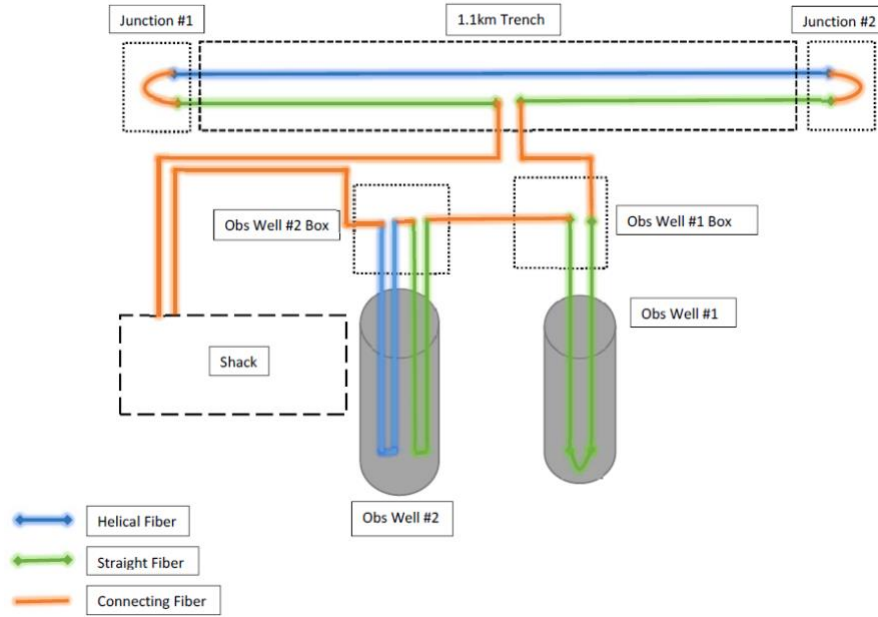 Junction #1
1.1km Trench
Junction #2
Obs Well #2 Box
Obs Well #1 Box
Obs Well #1
Shack
Obs Well #2
Helical Fiber
Straight Fiber
Connecting Fiber